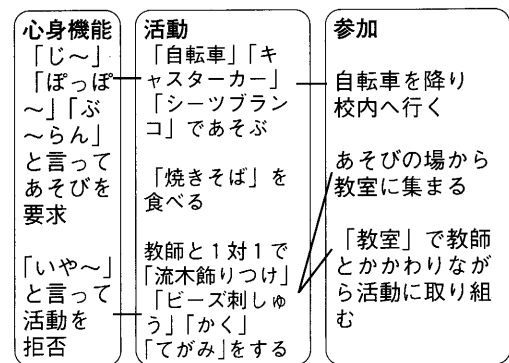 心身機能
「じ〜」
「ぽっぽ
〜」「ぶ
〜らん」
と言って
あそびを
要求
「いや〜」
と言って
活動を
拒否
活動
「自転車」「キ
ャスターカー」
「シーツブラン
コ」であそぶ
「焼きそば」を
食べる
教師と1対1で
「流木飾りつけ」
「ビーズ刺しゅ
う」「かく」
「てがみ」をする
参加
自転車を降り
校内へ行く
あそびの場から
教室に集まる
「教室」で教師
とかかわりなが
ら活動に取り組
む